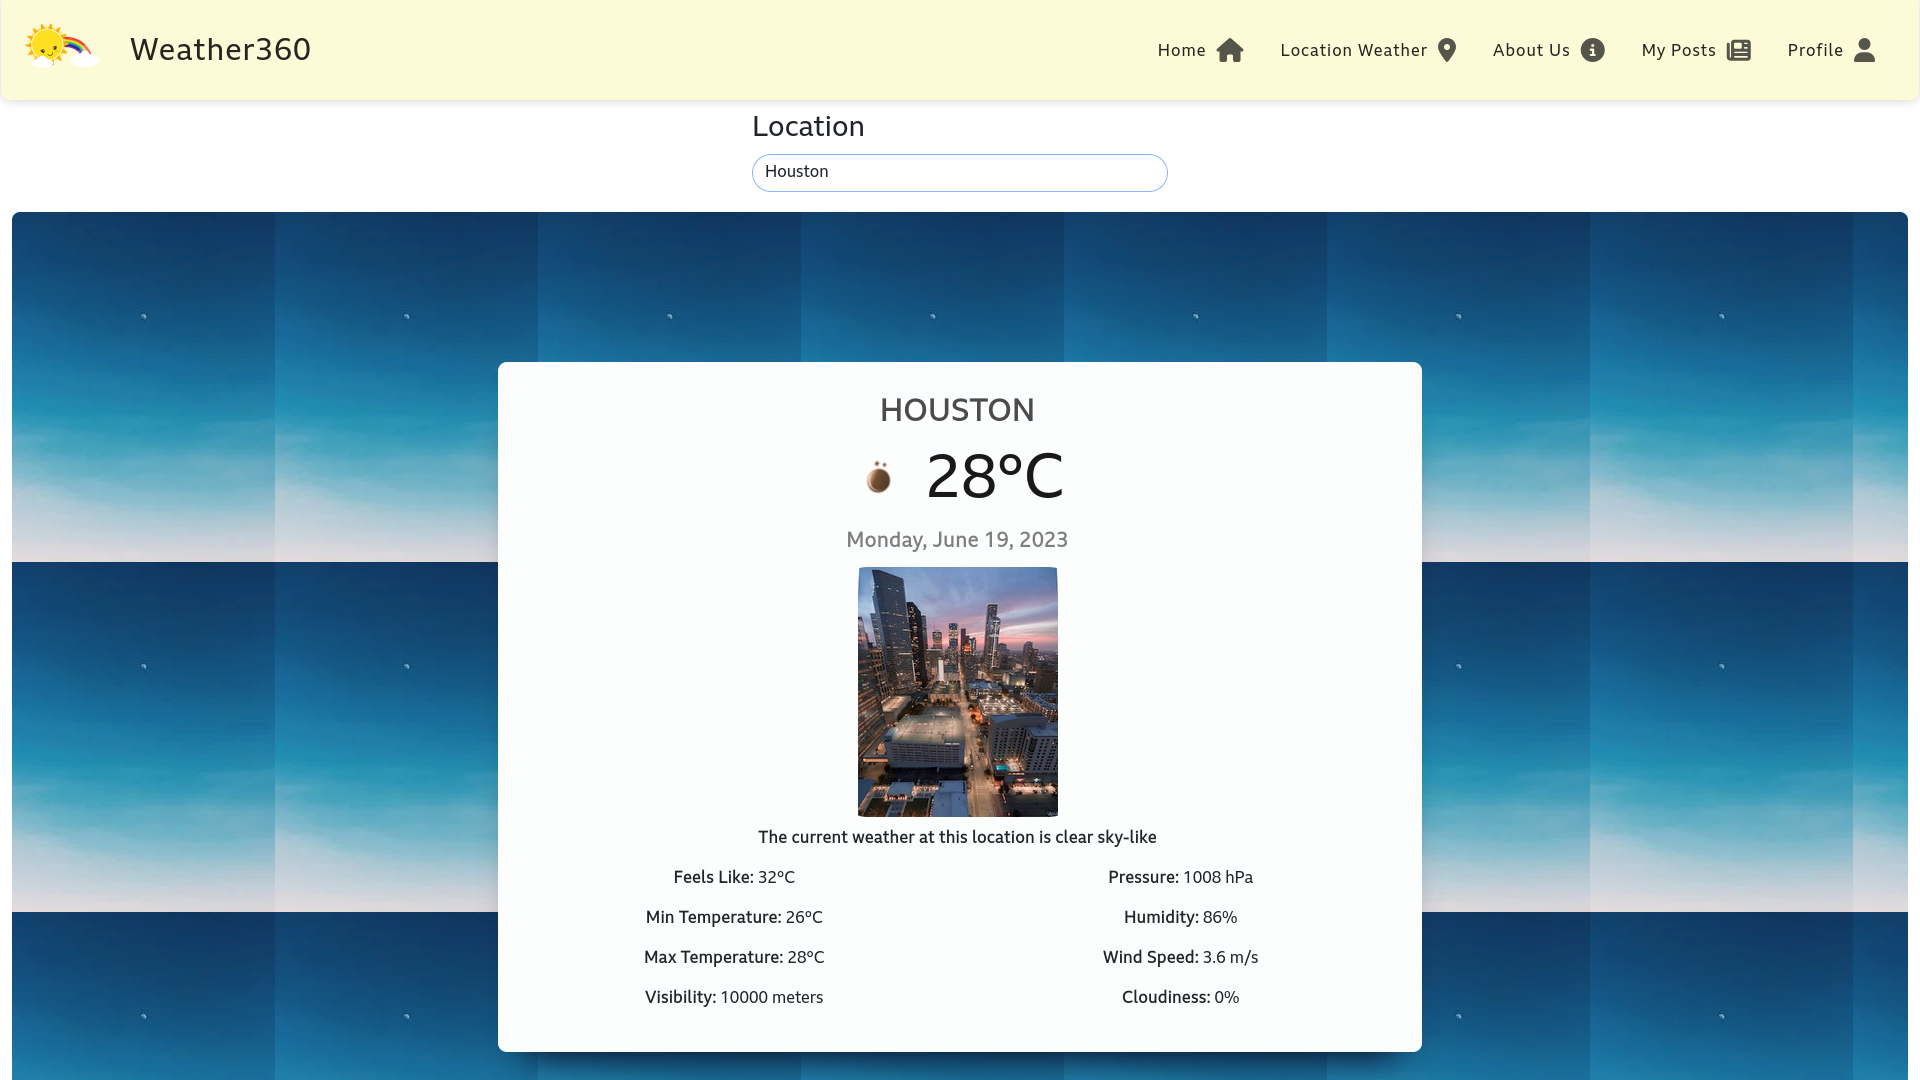 Weather360
Home
Location Weather
About Us
My Posts
Profile
Location
Houston
HOUSTON
28°C
Monday, June 19, 2023
The current weather at this location is clear sky-like
Feels Like: 32°C
Pressure: 1008 hPa
Min Temperature: 26°C
Humidity: 86%
Max Temperature: 28°C
Wind Speed: 3.6 m/s
Visibility: 10000 meters
Cloudiness: 0%